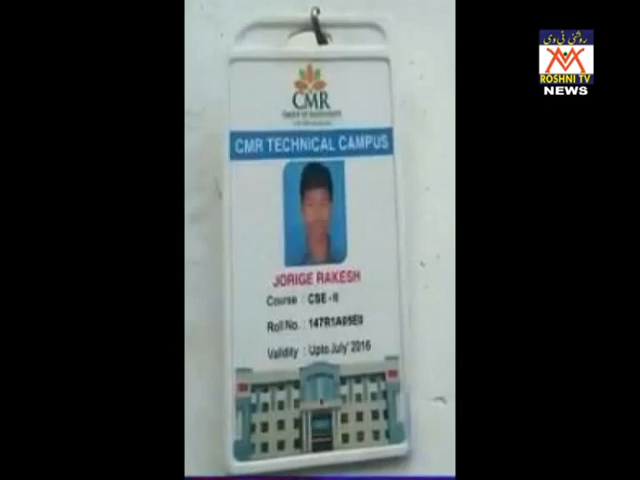 روشنی ٹی وی
ROSHNI TV
NEWS
CMR
CMR TECHNICAL CAMPUS
JORIGE RAKESH
Course : CSE - II
Roll No. : 147R1A05E0
Validity : Upto July' 2016